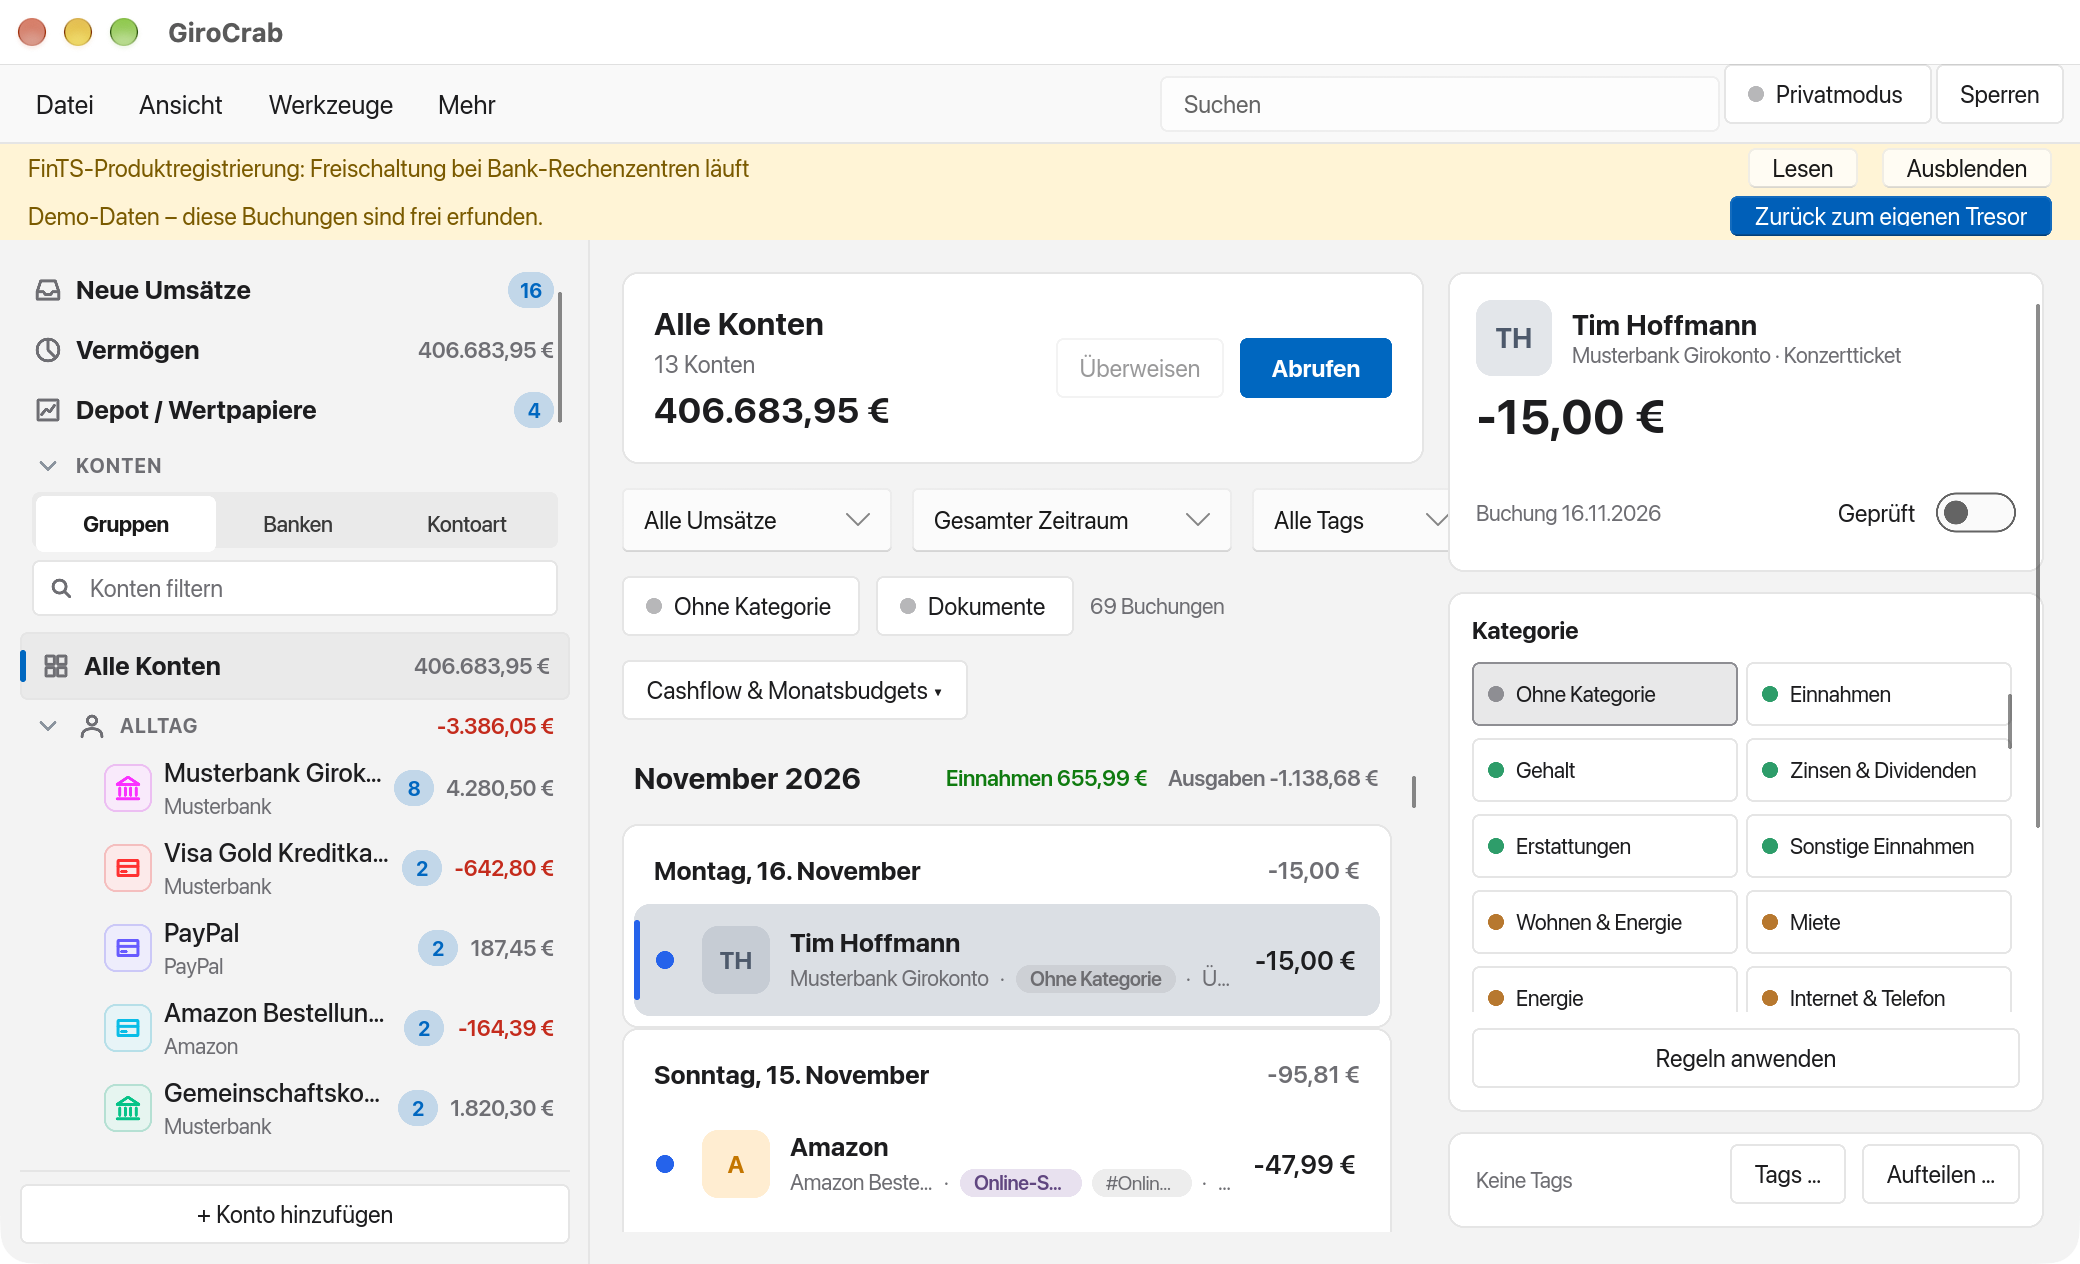 GiroCrab
Datei Ansicht Werkzeuge Mehr Suchen Privatmodus Sperren
FinTS-Produktregistrierung: Freischaltung bei Bank-Rechenzentren läuft Lesen Ausblenden
Demo-Daten – diese Buchungen sind frei erfunden. Zurück zum eigenen Tresor
Neue Umsätze 16
Vermögen 406.683,95 €
Depot / Wertpapiere 4
KONTEN
Gruppen Banken Kontoart
Konten filtern
Alle Konten 406.683,95 €
ALLTAG -3.386,05 €
Musterbank Girok... 8 4.280,50 €
Musterbank
Visa Gold Kreditka... 2 -642,80 €
Musterbank
PayPal 2 187,45 €
PayPal
Amazon Bestellun... 2 -164,39 €
Amazon
Gemeinschaftsko... 2 1.820,30 €
Musterbank
+ Konto hinzufügen
Alle Konten
13 Konten
406.683,95 €
Überweisen Abrufen
Alle Umsätze Gesamter Zeitraum Alle Tags
Ohne Kategorie Dokumente 69 Buchungen
Cashflow & Monatsbudgets ▾
November 2026 Einnahmen 655,99 € Ausgaben -1.138,68 €
Montag, 16. November -15,00 €
TH Tim Hoffmann -15,00 €
Musterbank Girokonto · Ohne Kategorie · Ü...
Sonntag, 15. November -95,81 €
A Amazon -47,99 €
Amazon Beste... · Online-S... #Onlin... · ...
TH Tim Hoffmann
Musterbank Girokonto · Konzertticket
-15,00 €
Buchung 16.11.2026 Geprüft
Kategorie
Ohne Kategorie Einnahmen
Gehalt Zinsen & Dividenden
Erstattungen Sonstige Einnahmen
Wohnen & Energie Miete
Energie Internet & Telefon
Regeln anwenden
Keine Tags Tags ... Aufteilen ...